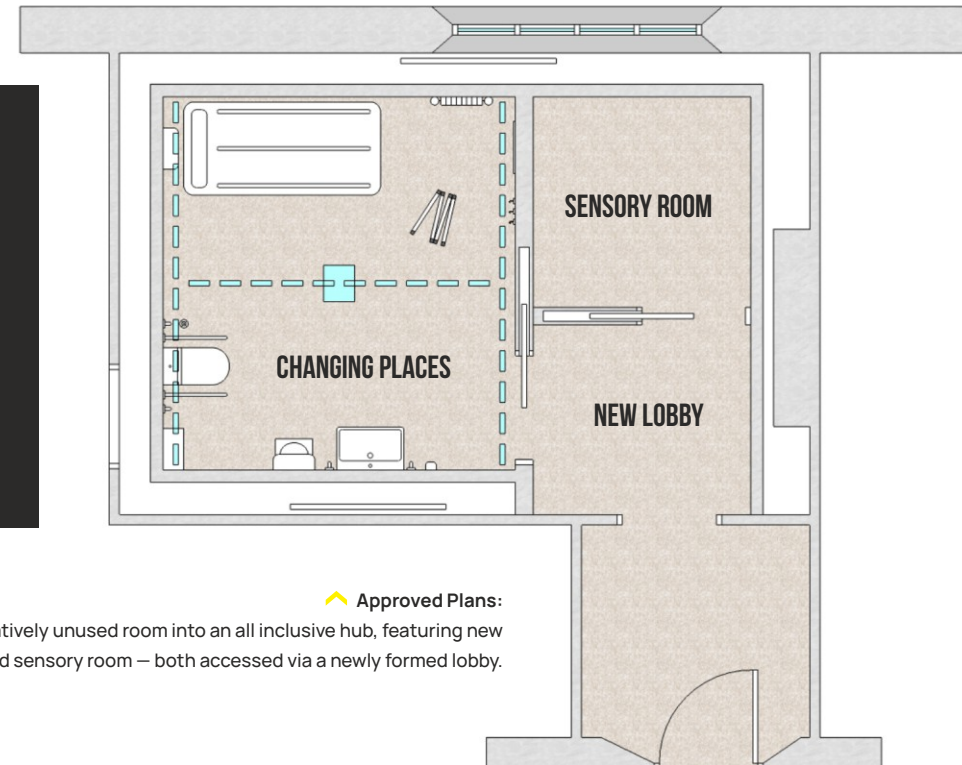 SENSORY ROOM
CHANGING PLACES
NEW LOBBY
Approved Plans:
unused room into an all inclusive hub, featuring new
sensory room — both accessed via a newly formed lobby.